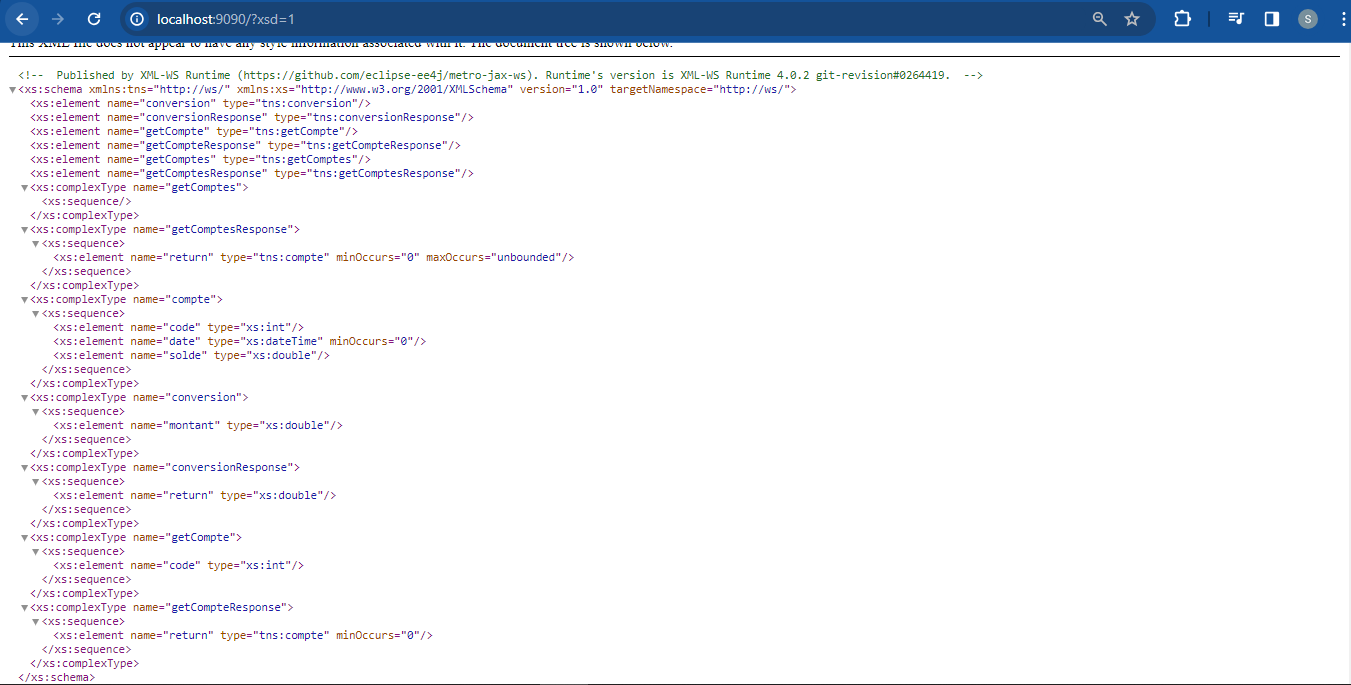 localhost:9090/?xsd=1
S
This XML file does not appear to have any style information associated with it. The document tree is shown below.
<!--  Published by XML-WS Runtime (https://github.com/eclipse-ee4j/metro-jax-ws). Runtime's version is XML-WS Runtime 4.0.2 git-revision#0264419.  -->
▼<xs:schema xmlns:tns="http://ws/" xmlns:xs="http://www.w3.org/2001/XMLSchema" version="1.0" targetNamespace="http://ws/">
<xs:element name="conversion" type="tns:conversion"/>
<xs:element name="conversionResponse" type="tns:conversionResponse"/>
<xs:element name="getCompte" type="tns:getCompte"/>
<xs:element name="getCompteResponse" type="tns:getCompteResponse"/>
<xs:element name="getComptes" type="tns:getComptes"/>
<xs:element name="getComptesResponse" type="tns:getComptesResponse"/>
▼<xs:complexType name="getComptes">
<xs:sequence/>
</xs:complexType>
▼<xs:complexType name="getComptesResponse">
▼<xs:sequence>
<xs:element name="return" type="tns:compte" minOccurs="0" maxOccurs="unbounded"/>
</xs:sequence>
</xs:complexType>
▼<xs:complexType name="compte">
▼<xs:sequence>
<xs:element name="code" type="xs:int"/>
<xs:element name="date" type="xs:dateTime" minOccurs="0"/>
<xs:element name="solde" type="xs:double"/>
</xs:sequence>
</xs:complexType>
▼<xs:complexType name="conversion">
▼<xs:sequence>
<xs:element name="montant" type="xs:double"/>
</xs:sequence>
</xs:complexType>
▼<xs:complexType name="conversionResponse">
▼<xs:sequence>
<xs:element name="return" type="xs:double"/>
</xs:sequence>
</xs:complexType>
▼<xs:complexType name="getCompte">
▼<xs:sequence>
<xs:element name="code" type="xs:int"/>
</xs:sequence>
</xs:complexType>
▼<xs:complexType name="getCompteResponse">
▼<xs:sequence>
<xs:element name="return" type="tns:compte" minOccurs="0"/>
</xs:sequence>
</xs:complexType>
</xs:schema>